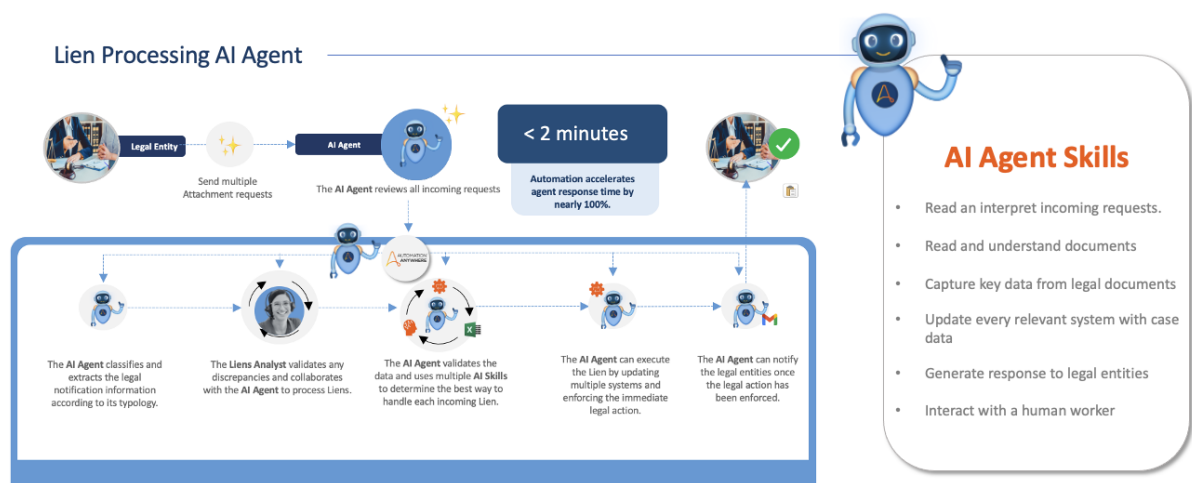 Lien Processing AI Agent
Legal Entity
Send multiple
Attachment requests
AI Agent
The AI Agent reviews all incoming requests
< 2 minutes
Automation accelerates
agent response time by
nearly 100%.
AUTOMATION
ANYWHERE
The AI Agent classifies and
extracts the legal
notification information
according to its typology.
The Liens Analyst validates any
discrepancies and collaborates
with the AI Agent to process Liens.
The AI Agent validates the
data and uses multiple AI Skills
to determine the best way to
handle each incoming Lien.
The AI Agent can execute
the Lien by updating
multiple systems and
enforcing the immediate
legal action.
The AI Agent can notify
the legal entities once
the legal action has
been enforced.
AI Agent Skills
• Read an interpret incoming requests.
• Read and understand documents
• Capture key data from legal documents
• Update every relevant system with case
data
• Generate response to legal entities
• Interact with a human worker